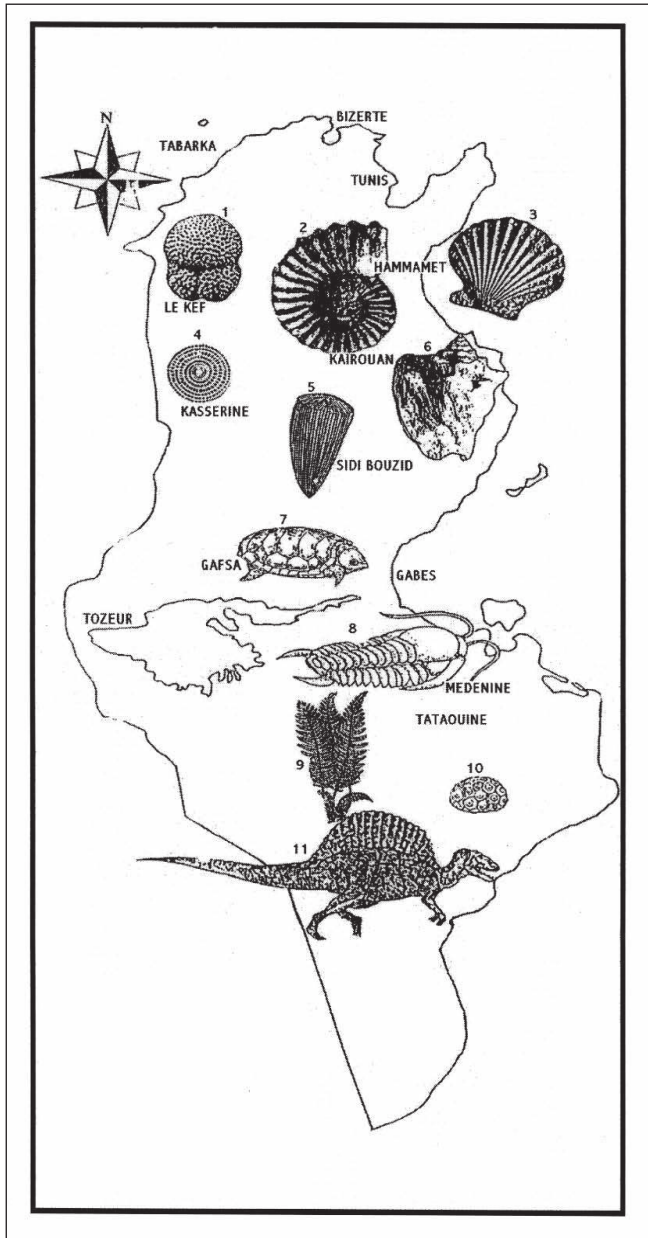 N
BIZERTE
TABARKA
TUNIS
1
2
3
HAMMAMET
LE KEF
4
KAIROUAN
6
KASSERINE
5
SIDI BOUZID
7
GAFSA
GABES
TOZEUR
8
MEDENINE
TATAOUINE
9
10
11